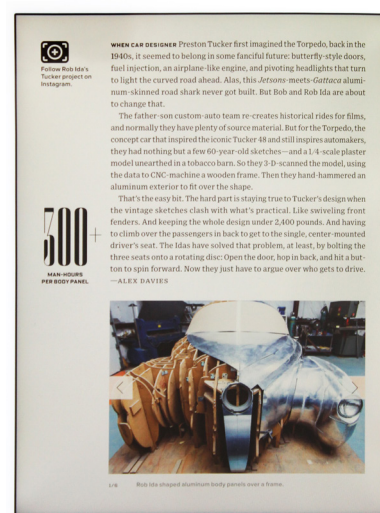 Follow Rob Ida's
Tucker project on
Instagram.
WHEN CAR DESIGNER Preston Tucker first imagined the Torpedo, back in the
1940s, it seemed to belong in some fanciful future: butterfly-style doors,
fuel injection, an airplane-like engine, and pivoting headlights that turn
to light the curved road ahead. Alas, this Jetsons-meets-Gattaca alumi-
num-skinned road shark never got built. But Bob and Rob Ida are about
to change that.
The father-son custom-auto team re-creates historical rides for films,
and normally they have plenty of source material. But for the Torpedo, the
concept car that inspired the iconic Tucker 48 and still inspires automakers,
they had nothing but a few 60-year-old sketches—and a 1/4-scale plaster
model unearthed in a tobacco barn. So they 3-D-scanned the model, using
the data to CNC-machine a wooden frame. Then they hand-hammered an
aluminum exterior to fit over the shape.
That's the easy bit. The hard part is staying true to Tucker's design when
the vintage sketches clash with what's practical. Like swiveling front
fenders. And keeping the whole design under 2,400 pounds. And having
to climb over the passengers in back to get to the single, center-mounted
driver's seat. The Idas have solved that problem, at least, by bolting the
three seats onto a rotating disc: Open the door, hop in back, and hit a but-
ton to spin forward. Now they just have to argue over who gets to drive.
—ALEX DAVIES
300+
MAN-HOURS
PER BODY PANEL
1/6 Rob Ida shaped aluminum body panels over a frame.